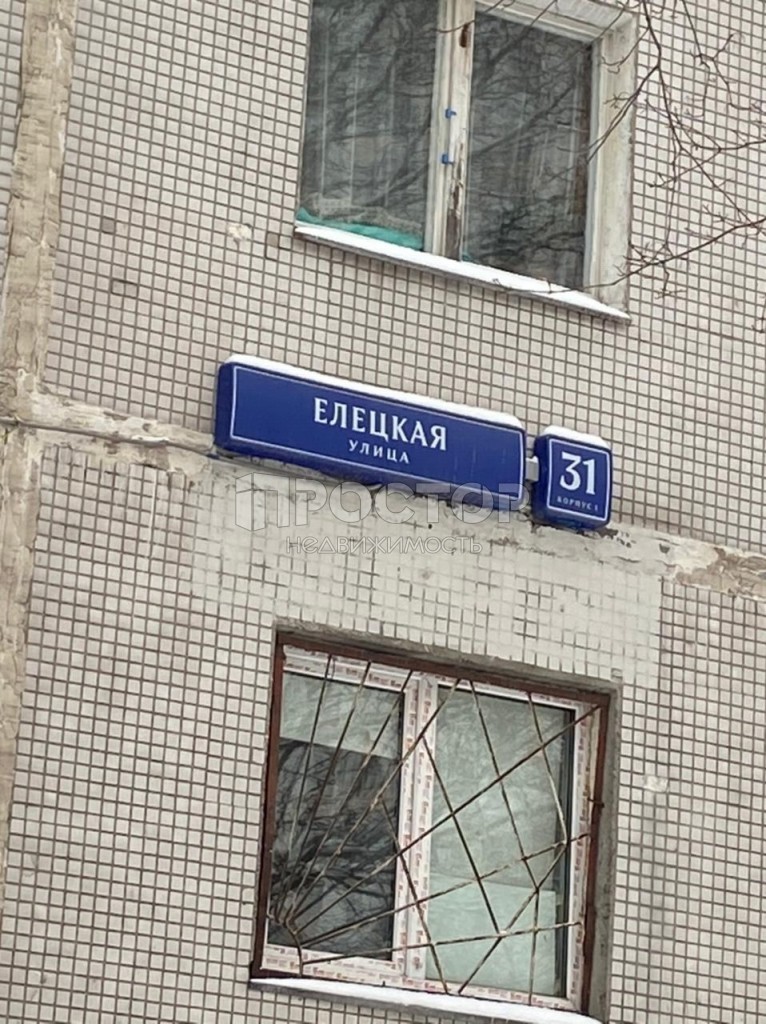 ЕЛЕЦКАЯ
УЛИЦА
31
КОРПУС 1
ПРОСТОР
недвижимость